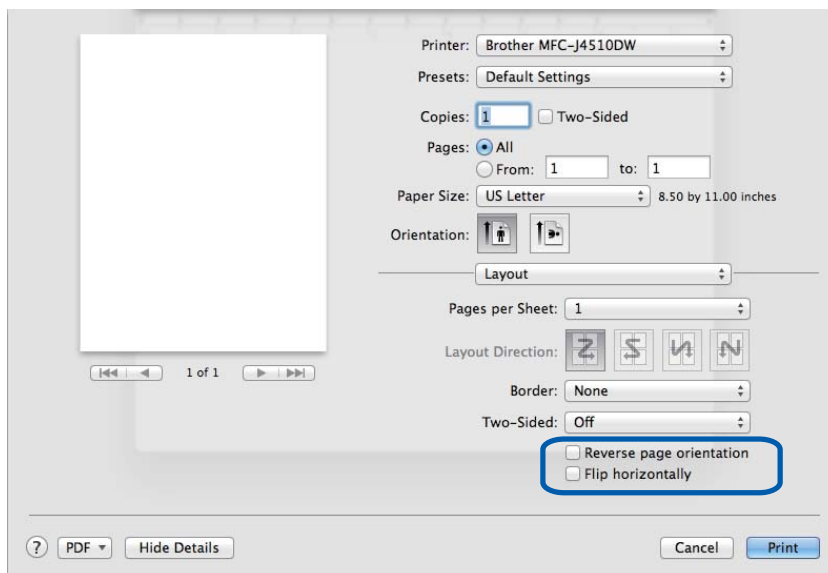 Printer: Brother MFC-J4510DW
Presets: Default Settings
Copies: 1 Two-Sided
Pages: All
From: 1 to: 1
Paper Size: US Letter 8.50 by 11.00 inches
Orientation:
Layout
Pages per Sheet: 1
Layout Direction:
1 of 1
Border: None
Two-Sided: Off
Reverse page orientation
Flip horizontally
? PDF Hide Details Cancel Print